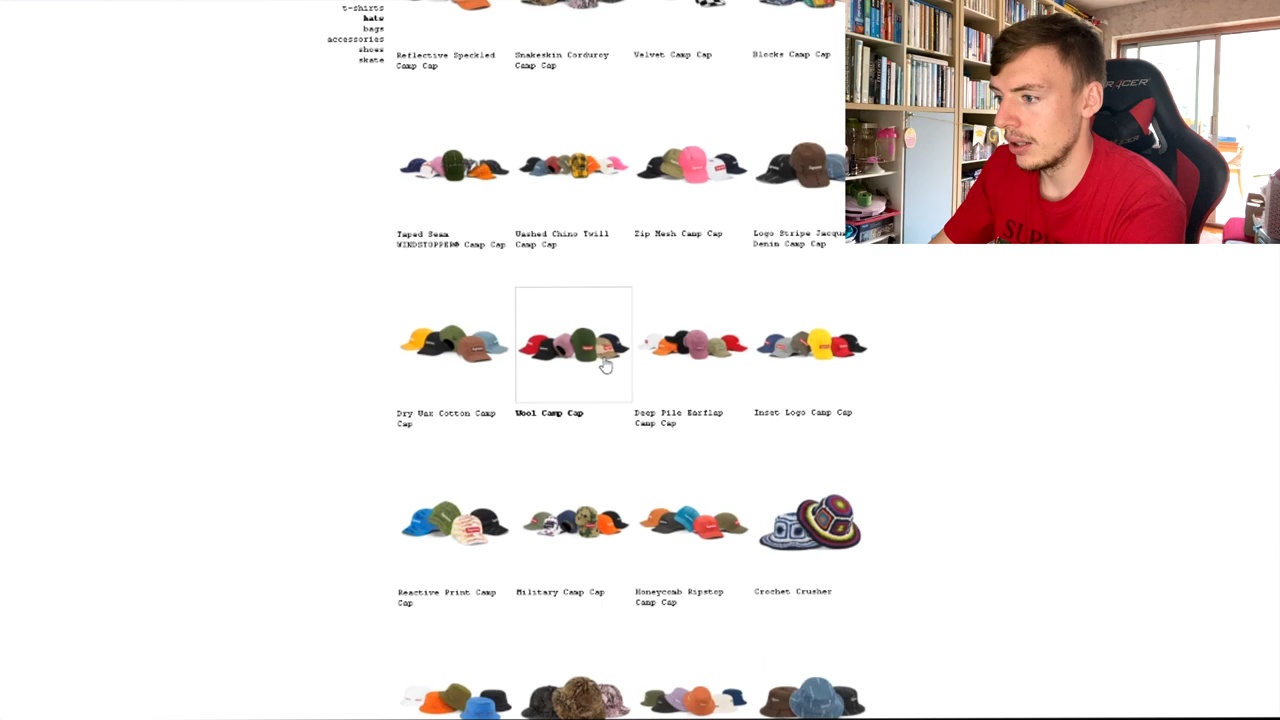 t-shirts
hats
bags
accessories
shoes
skate
Reflective Speckled
Camp Cap
Snakeskin Corduroy
Camp Cap
Velvet Camp Cap
Blocks Camp Cap
Taped Seam
WINDSTOPPER® Camp Cap
Washed Chino Twill
Camp Cap
Zip Mesh Camp Cap
Logo Stripe Jacqu
Denim Camp Cap
Dry Wax Cotton Camp
Cap
Wool Camp Cap
Deep Pile Earflap
Camp Cap
Inset Logo Camp Cap
Reactive Print Camp
Cap
Military Camp Cap
Honeycomb Ripstop
Camp Cap
Crochet Crusher
SUP